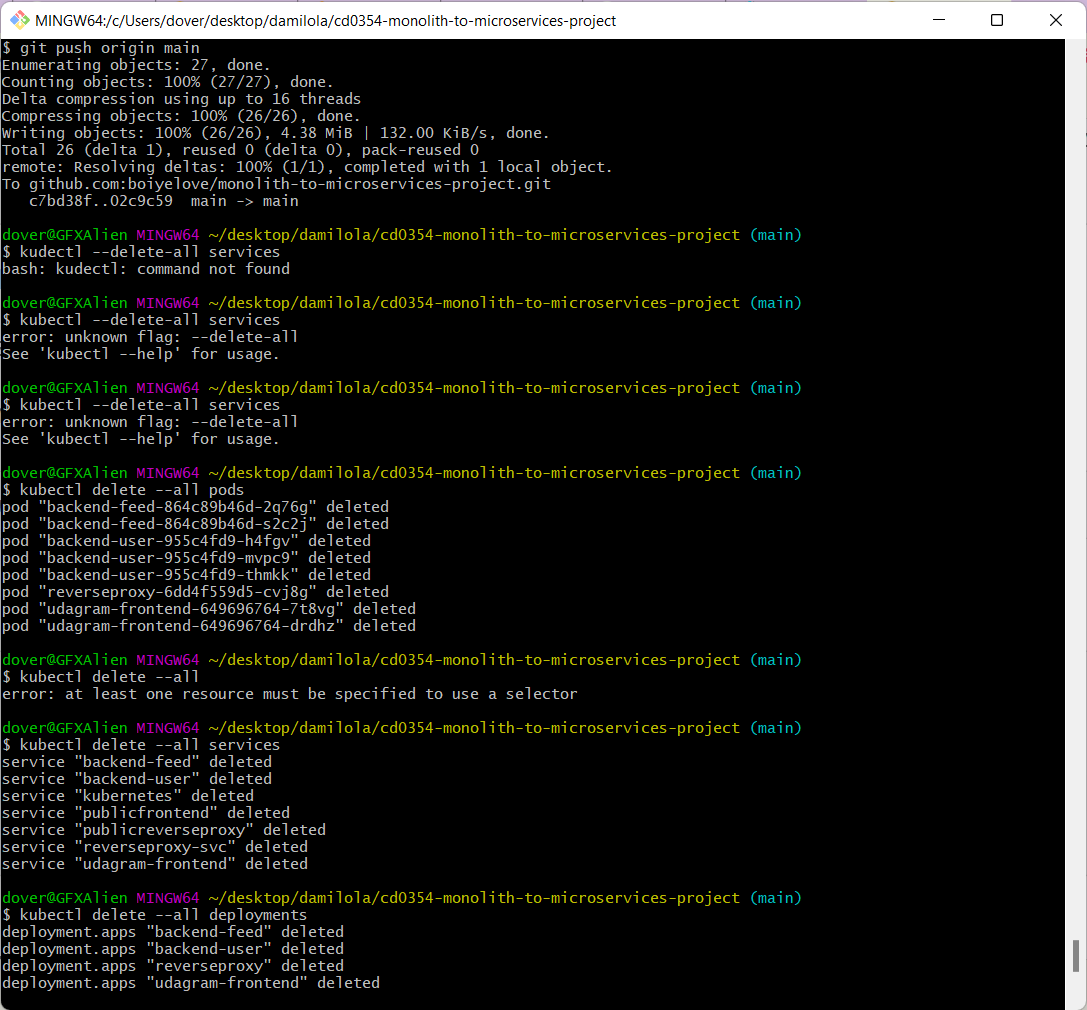 MINGW64:/c/Users/dover/desktop/damilola/cd0354-monolith-to-microservices-project
$ git push origin main
Enumerating objects: 27, done.
Counting objects: 100% (27/27), done.
Delta compression using up to 16 threads
Compressing objects: 100% (26/26), done.
Writing objects: 100% (26/26), 4.38 MiB | 132.00 KiB/s, done.
Total 26 (delta 1), reused 0 (delta 0), pack-reused 0
remote: Resolving deltas: 100% (1/1), completed with 1 local object.
To github.com:boiyelove/monolith-to-microservices-project.git
   c7bd38f..02c9c59  main -> main

dover@GFXAlien MINGW64 ~/desktop/damilola/cd0354-monolith-to-microservices-project (main)
$ kudectl --delete-all services
bash: kudectl: command not found

dover@GFXAlien MINGW64 ~/desktop/damilola/cd0354-monolith-to-microservices-project (main)
$ kubectl --delete-all services
error: unknown flag: --delete-all
See 'kubectl --help' for usage.

dover@GFXAlien MINGW64 ~/desktop/damilola/cd0354-monolith-to-microservices-project (main)
$ kubectl --delete-all services
error: unknown flag: --delete-all
See 'kubectl --help' for usage.

dover@GFXAlien MINGW64 ~/desktop/damilola/cd0354-monolith-to-microservices-project (main)
$ kubectl delete --all pods
pod "backend-feed-864c89b46d-2q76g" deleted
pod "backend-feed-864c89b46d-s2c2j" deleted
pod "backend-user-955c4fd9-h4fgv" deleted
pod "backend-user-955c4fd9-mvpc9" deleted
pod "backend-user-955c4fd9-thmkk" deleted
pod "reverseproxy-6dd4f559d5-cvj8g" deleted
pod "udagram-frontend-649696764-7t8vg" deleted
pod "udagram-frontend-649696764-drdhz" deleted

dover@GFXAlien MINGW64 ~/desktop/damilola/cd0354-monolith-to-microservices-project (main)
$ kubectl delete --all
error: at least one resource must be specified to use a selector

dover@GFXAlien MINGW64 ~/desktop/damilola/cd0354-monolith-to-microservices-project (main)
$ kubectl delete --all services
service "backend-feed" deleted
service "backend-user" deleted
service "kubernetes" deleted
service "publicfrontend" deleted
service "publicreverseproxy" deleted
service "reverseproxy-svc" deleted
service "udagram-frontend" deleted

dover@GFXAlien MINGW64 ~/desktop/damilola/cd0354-monolith-to-microservices-project (main)
$ kubectl delete --all deployments
deployment.apps "backend-feed" deleted
deployment.apps "backend-user" deleted
deployment.apps "reverseproxy" deleted
deployment.apps "udagram-frontend" deleted